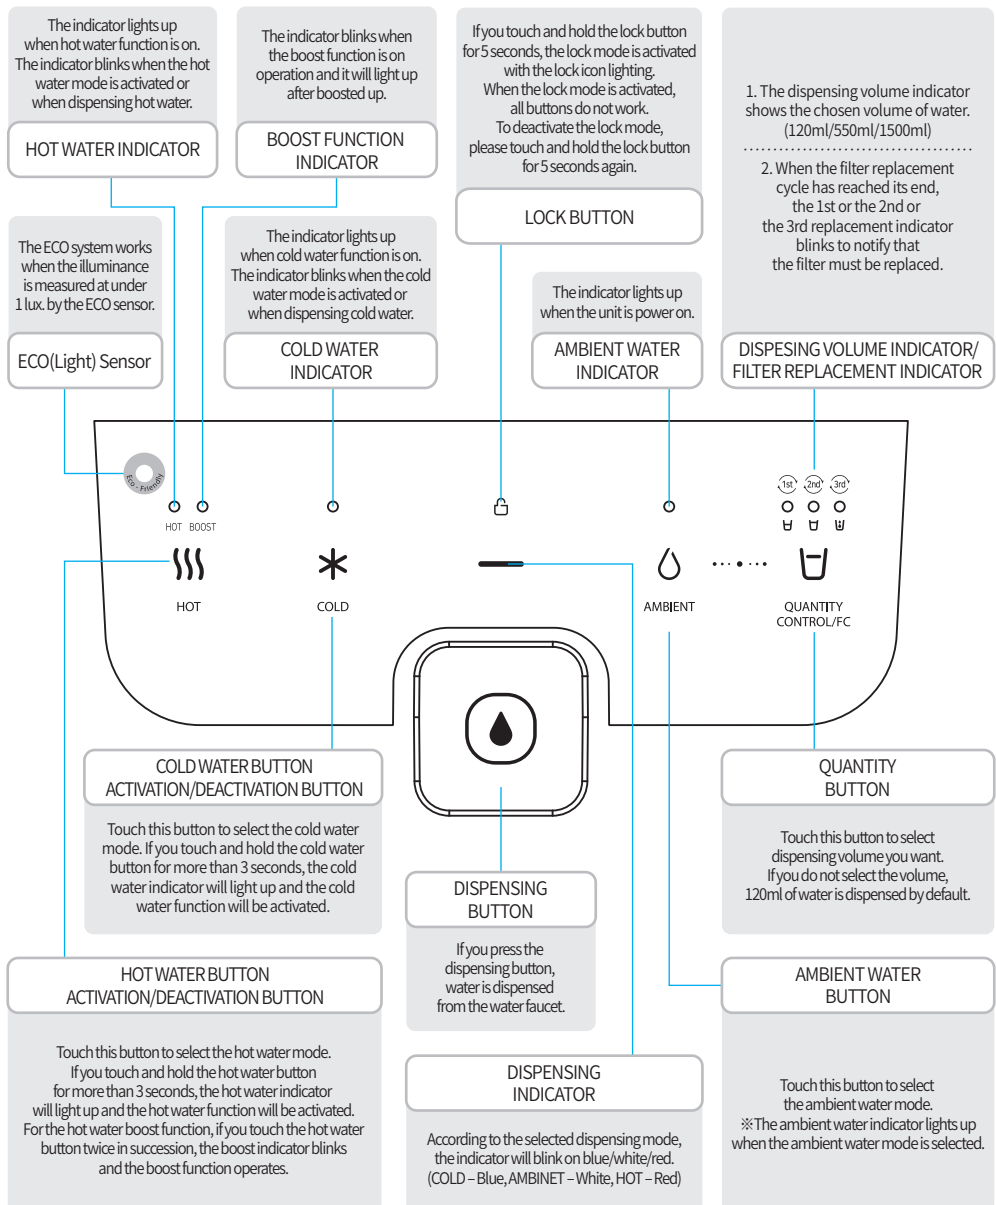 The indicator lights up
when hot water function is on.
The indicator blinks when the hot
water mode is activated or
when dispensing hot water.
HOT WATER INDICATOR
The indicator blinks when
the boost function is on
operation and it will light up
after boosted up.
BOOST FUNCTION
INDICATOR
If you touch and hold the lock button
for 5 seconds, the lock mode is activated
with the lock icon lighting.
When the lock mode is activated,
all buttons do not work.
To deactivate the lock mode,
please touch and hold the lock button
for 5 seconds again.
LOCK BUTTON
1. The dispensing volume indicator
shows the chosen volume of water.
(120ml/550ml/1500ml)
2. When the filter replacement
cycle has reached its end,
the 1st or the 2nd or
the 3rd replacement indicator
blinks to notify that
the filter must be replaced.
DISPESING VOLUME INDICATOR/
FILTER REPLACEMENT INDICATOR
The ECO system works
when the illuminance
is measured at under
1 lux. by the ECO sensor.
ECO(Light) Sensor
The indicator lights up
when cold water function is on.
The indicator blinks when the cold
water mode is activated or
when dispensing cold water.
COLD WATER
INDICATOR
The indicator lights up
when the unit is power on.
AMBIENT WATER
INDICATOR
Eco - Friendly
1st 2nd 3rd
HOT BOOST
HOT
COLD
AMBIENT
QUANTITY
CONTROL/FC
COLD WATER BUTTON
ACTIVATION/DEACTIVATION BUTTON
Touch this button to select the cold water
mode. If you touch and hold the cold water
button for more than 3 seconds, the cold
water indicator will light up and the cold
water function will be activated.
QUANTITY
BUTTON
Touch this button to select
dispensing volume you want.
If you do not select the volume,
120ml of water is dispensed by default.
DISPENSING
BUTTON
If you press the
dispensing button,
water is dispensed
from the water faucet.
HOT WATER BUTTON
ACTIVATION/DEACTIVATION BUTTON
Touch this button to select the hot water mode.
If you touch and hold the hot water button
for more than 3 seconds, the hot water indicator
will light up and the hot water function will be activated.
For the hot water boost function, if you touch the hot water
button twice in succession, the boost indicator blinks
and the boost function operates.
DISPENSING
INDICATOR
According to the selected dispensing mode,
the indicator will blink on blue/white/red.
(COLD – Blue, AMBINET – White, HOT – Red)
AMBIENT WATER
BUTTON
Touch this button to select
the ambient water mode.
※The ambient water indicator lights up
when the ambient water mode is selected.